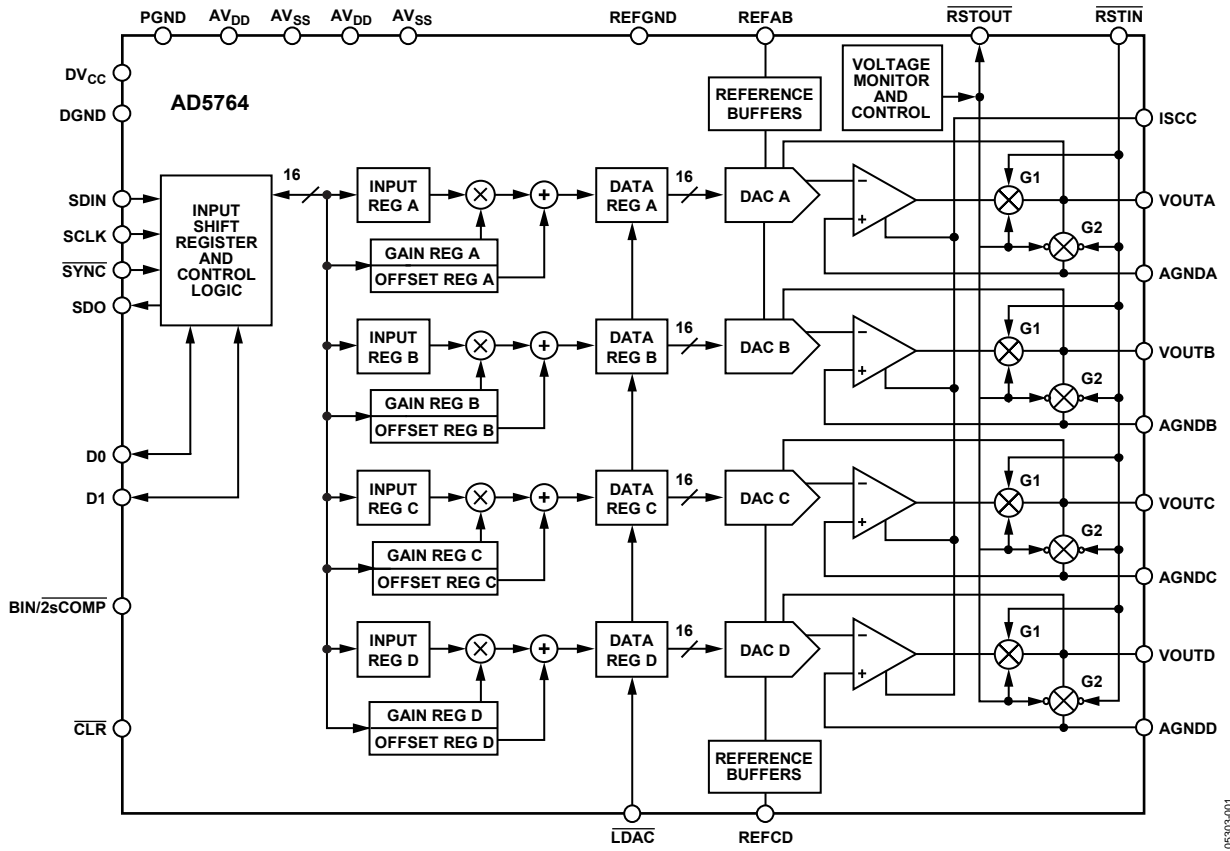 PGND AVDD AVSS AVDD AVSS REFGND REFAB RSTOUT RSTIN
DVCC
DGND
AD5764
REFERENCE
BUFFERS
VOLTAGE
MONITOR
AND
CONTROL
ISCC
SDIN
SCLK
SYNC
SDO
INPUT
SHIFT
REGISTER
AND
CONTROL
LOGIC
16
INPUT
REG A
×
+
DATA
REG A
16
DAC A
−
+
G1
VOUTA
G2
GAIN REG A
OFFSET REG A
AGNDA
INPUT
REG B
×
+
DATA
REG B
16
DAC B
−
+
G1
VOUTB
G2
GAIN REG B
OFFSET REG B
AGNDB
D0
D1
INPUT
REG C
×
+
DATA
REG C
16
DAC C
−
+
G1
VOUTC
G2
GAIN REG C
OFFSET REG C
AGNDC
BIN/2sCOMP
INPUT
REG D
×
+
DATA
REG D
16
DAC D
−
+
G1
VOUTD
G2
GAIN REG D
OFFSET REG D
AGNDD
CLR
REFERENCE
BUFFERS
LDAC REFCD
05303-001